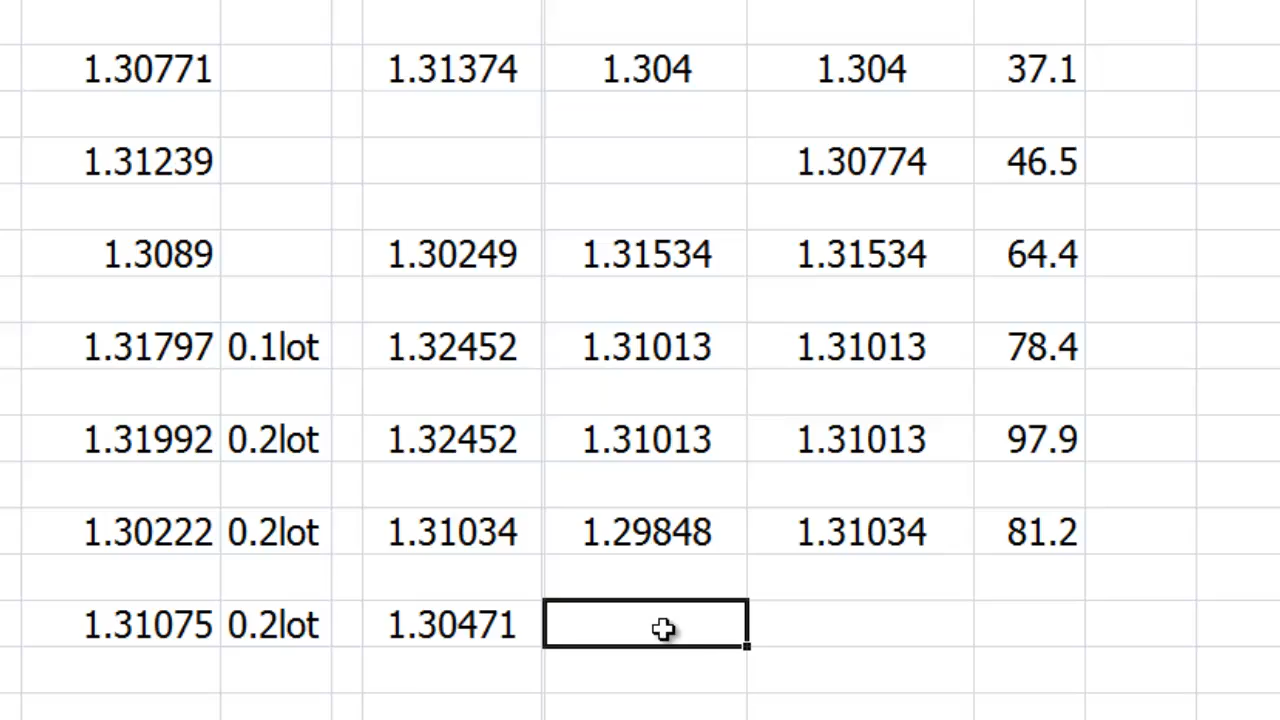 1.30771 1.31374 1.304 1.304 37.1
1.31239 1.30774 46.5
1.3089 1.30249 1.31534 1.31534 64.4
1.31797 0.1lot 1.32452 1.31013 1.31013 78.4
1.31992 0.2lot 1.32452 1.31013 1.31013 97.9
1.30222 0.2lot 1.31034 1.29848 1.31034 81.2
1.31075 0.2lot 1.30471